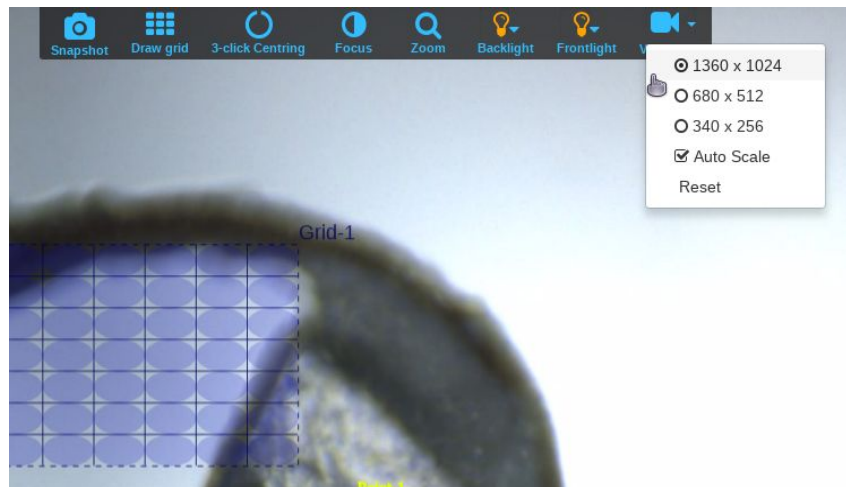 Snapshot Draw grid 3-click Centring Focus Zoom Backlight Frontlight
1360 x 1024
680 x 512
340 x 256
Auto Scale
Reset
Grid-1